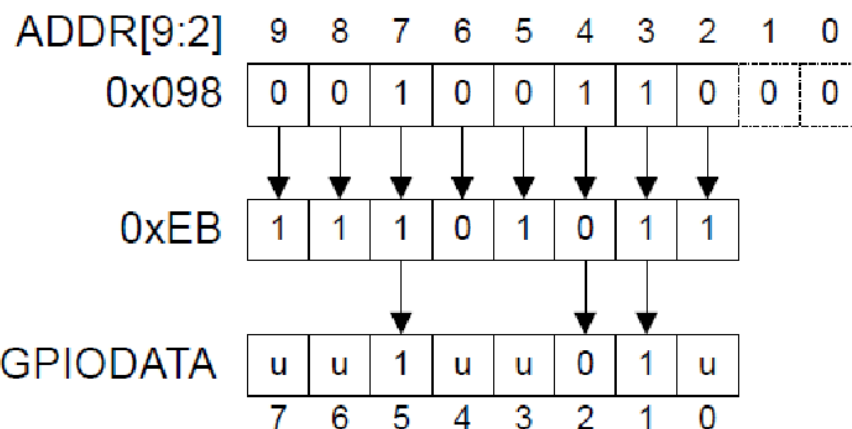 ADDR[9:2] 9 8 7 6 5 4 3 2 1 0
0x098 0 0 1 0 0 1 1 0 0 0
0xEB 1 1 1 0 1 0 1 1
GPIODATA u u 1 u u 0 1 u
7 6 5 4 3 2 1 0